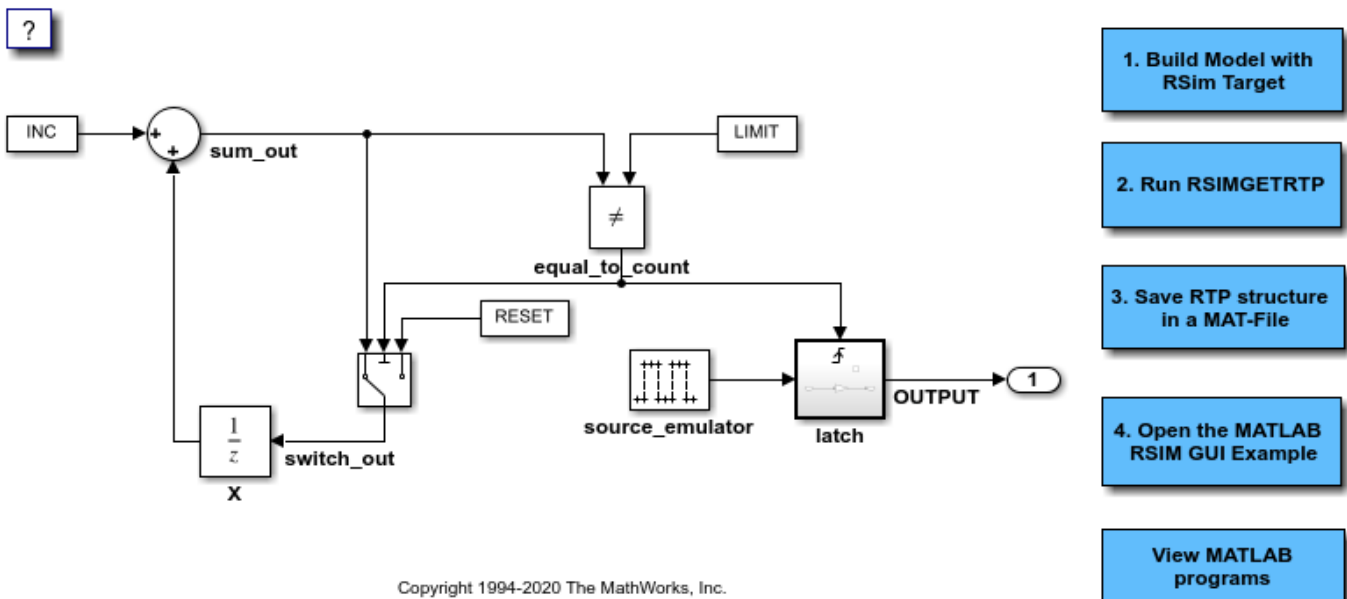 ?
INC
+
+
sum_out
LIMIT
≠
equal_to_count
RESET
1
z
X
switch_out
source_emulator
latch
OUTPUT
1
1. Build Model with
RSim Target
2. Run RSIMGETRTP
3. Save RTP structure
in a MAT-File
4. Open the MATLAB
RSIM GUI Example
View MATLAB
programs
Copyright 1994-2020 The MathWorks, Inc.